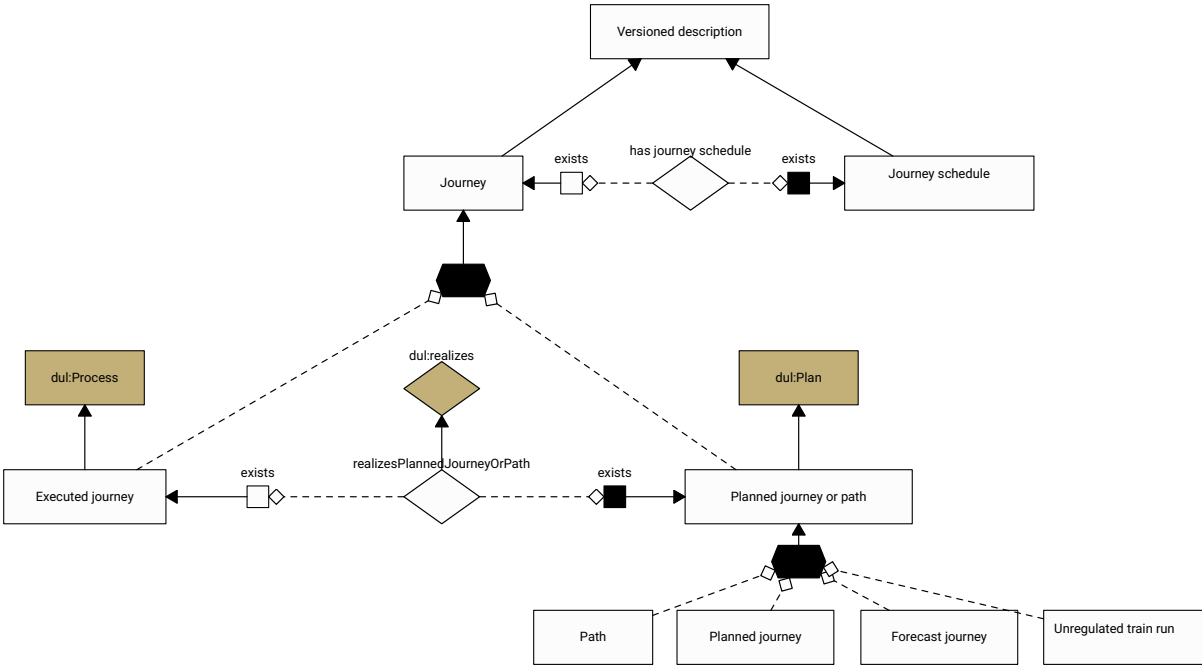 Versioned description
exists
has journey schedule
exists
Journey
Journey schedule
dul:realizes
dul:Process
dul:Plan
realizesPlannedJourneyOrPath
exists
exists
Executed journey
Planned journey or path
Path
Planned journey
Forecast journey
Unregulated train run